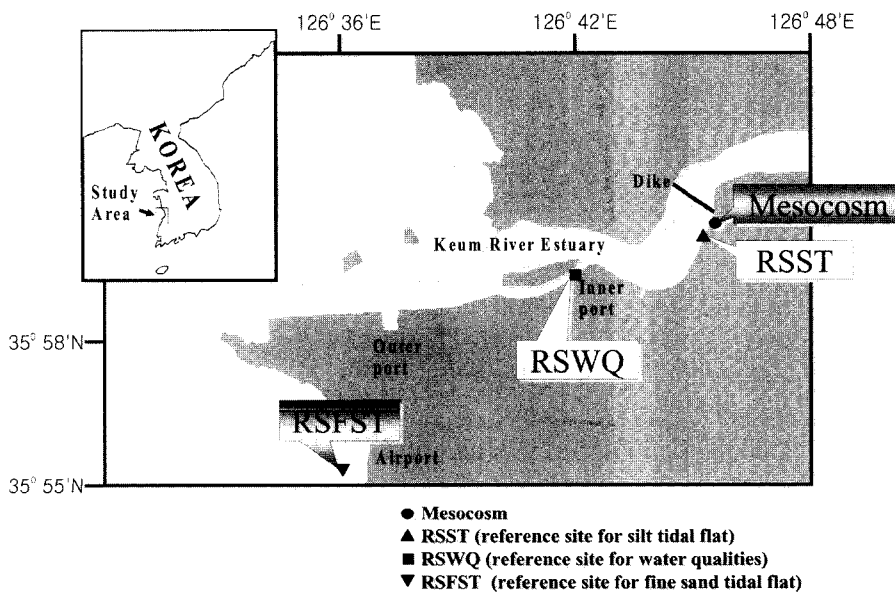 126° 36'E
126° 42'E
126° 48'E
KOREA
Study
Area
Dike
Mesocosm
Keum River Estuary
RSST
Inner
port
35° 58'N
Outer
port
RSWQ
RSFST
Airport
35° 55'N
● Mesocosm
▲ RSST (reference site for silt tidal flat)
■ RSWQ (reference site for water qualities)
▼ RSFST (reference site for fine sand tidal flat)